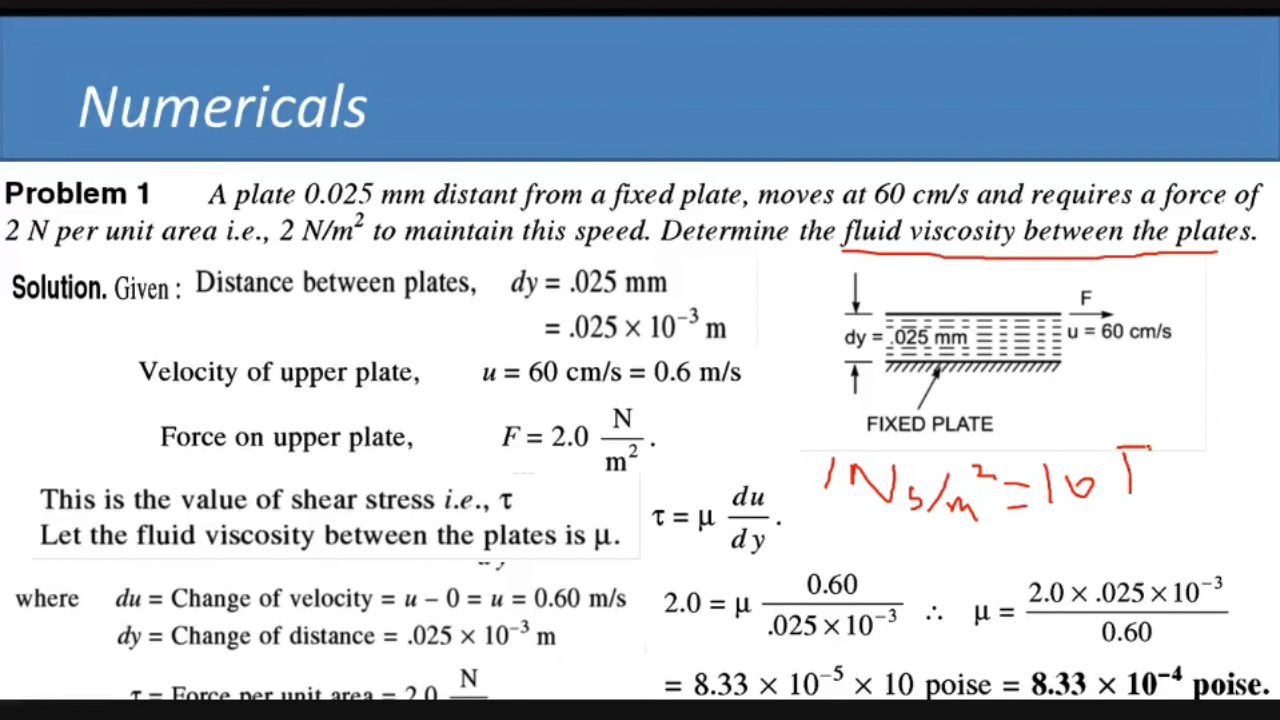 Numericals
Problem 1 A plate 0.025 mm distant from a fixed plate, moves at 60 cm/s and requires a force of
2 N per unit area i.e., 2 N/m² to maintain this speed. Determine the fluid viscosity between the plates.
Solution. Given : Distance between plates, dy = .025 mm
= .025 × 10⁻³ m
Velocity of upper plate, u = 60 cm/s = 0.6 m/s
Force on upper plate, F = 2.0 N/m².
This is the value of shear stress i.e., τ
Let the fluid viscosity between the plates is μ.
F
dy = .025 mm
u = 60 cm/s
FIXED PLATE
1 Ns/m² = 10
τ = μ du/dy.
where du = Change of velocity = u – 0 = u = 0.60 m/s
dy = Change of distance = .025 × 10⁻³ m
τ = Force per unit area = 2.0 N
2.0 = μ 0.60/.025 × 10⁻³ ∴ μ = 2.0 × .025 × 10⁻³/0.60
= 8.33 × 10⁻⁵ × 10 poise = 8.33 × 10⁻⁴ poise.